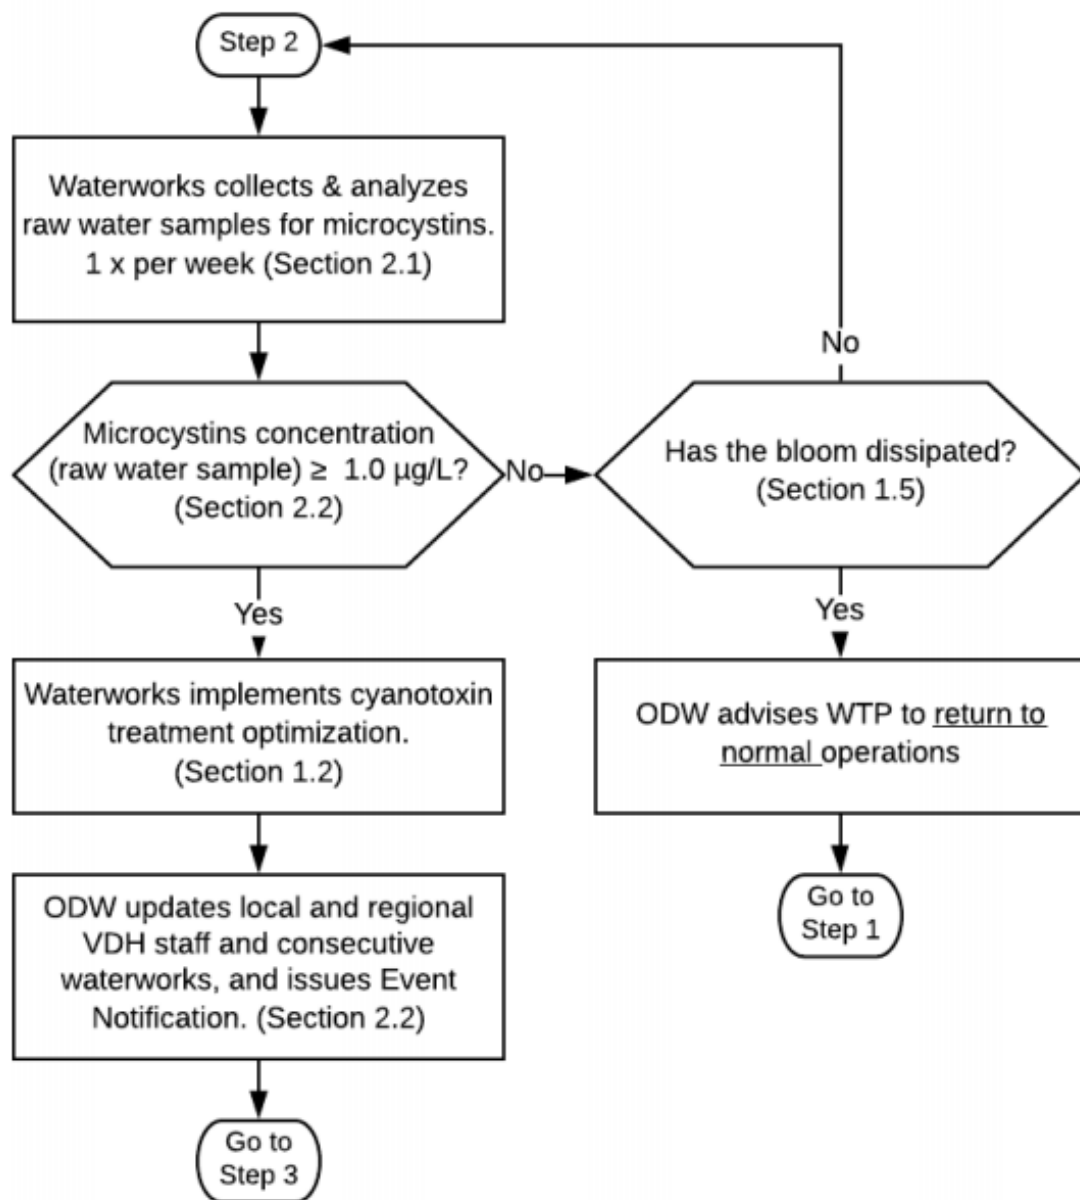 Step 2
Waterworks collects & analyzes
raw water samples for microcystins.
1 x per week (Section 2.1)
No
Microcystins concentration
(raw water sample) ≥ 1.0 µg/L?
(Section 2.2)
No
Has the bloom dissipated?
(Section 1.5)
Yes
Yes
Waterworks implements cyanotoxin
treatment optimization.
(Section 1.2)
ODW advises WTP to return to
normal operations
ODW updates local and regional
VDH staff and consecutive
waterworks, and issues Event
Notification. (Section 2.2)
Go to
Step 1
Go to
Step 3